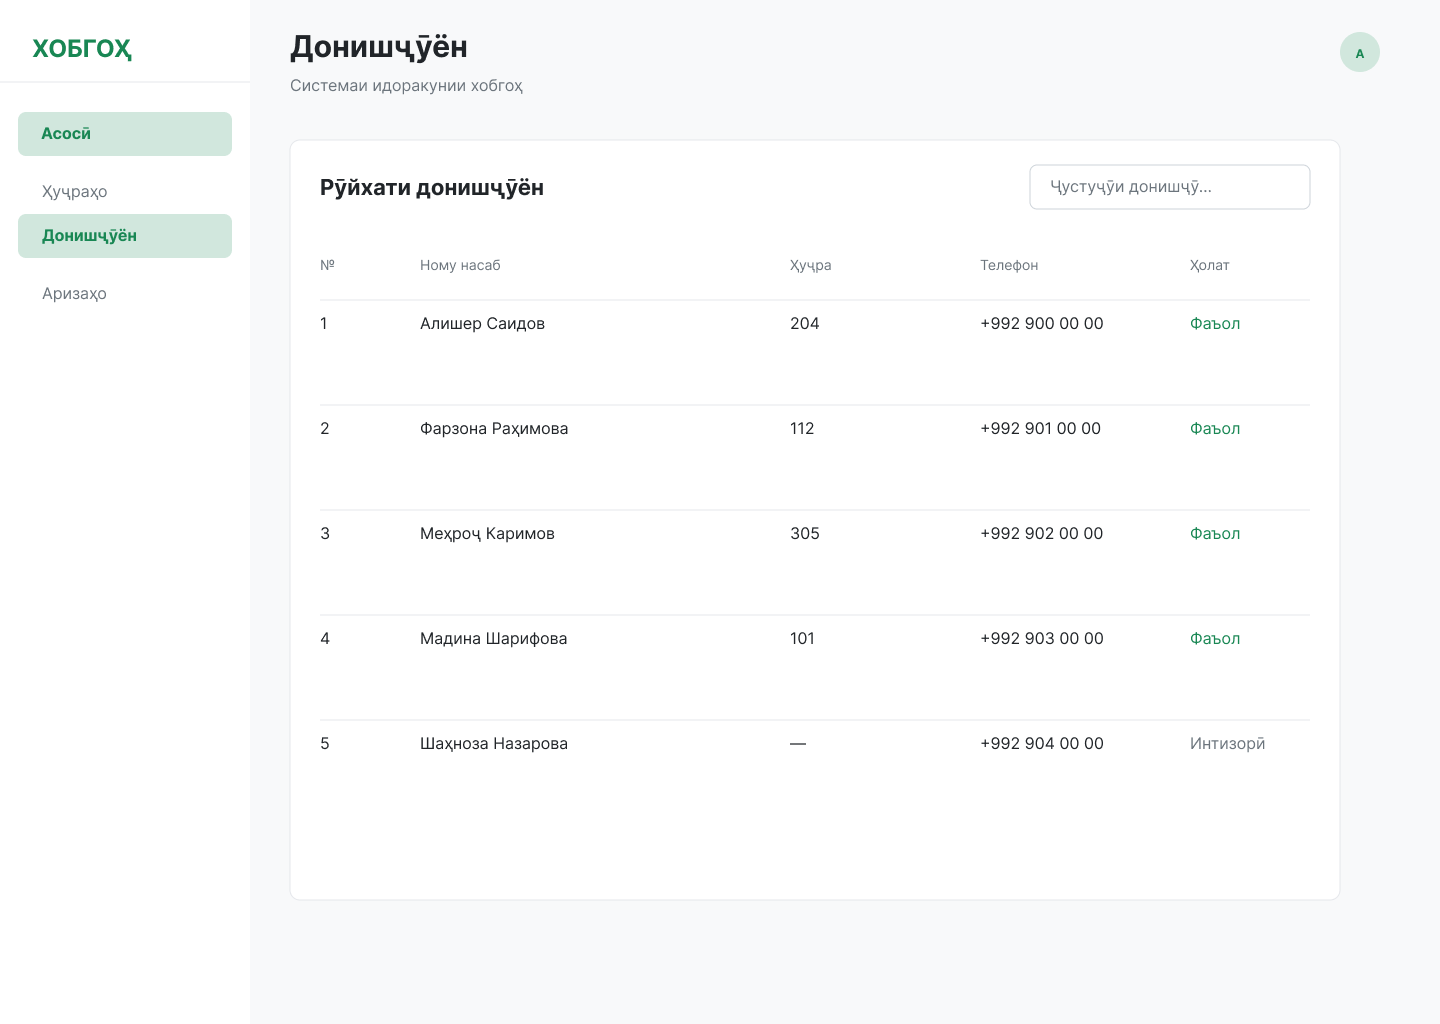 ХОБГОҲ
Асосӣ
Ҳуҷраҳо
Донишҷӯён
Аризаҳо
Донишҷӯён
Системаи идоракунии хобгоҳ
A
Рӯйхати донишҷӯён
Ҷустуҷӯи донишҷӯ...
№ Ному насаб Ҳуҷра Телефон Ҳолат
1 Алишер Саидов 204 +992 900 00 00 Фаъол
2 Фарзона Раҳимова 112 +992 901 00 00 Фаъол
3 Меҳроҷ Каримов 305 +992 902 00 00 Фаъол
4 Мадина Шарифова 101 +992 903 00 00 Фаъол
5 Шаҳноза Назарова — +992 904 00 00 Интизорӣ